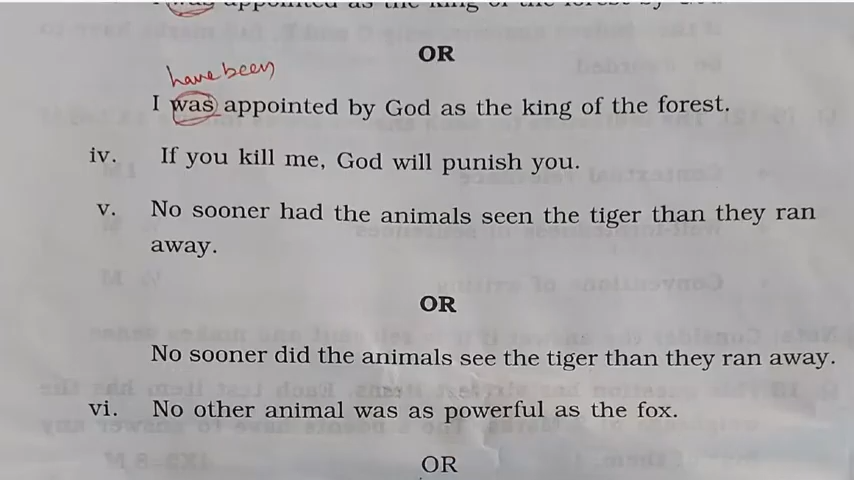 OR
have been
I was appointed by God as the king of the forest.
iv. If you kill me, God will punish you.
v. No sooner had the animals seen the tiger than they ran
away.
OR
No sooner did the animals see the tiger than they ran away.
vi. No other animal was as powerful as the fox.
OR